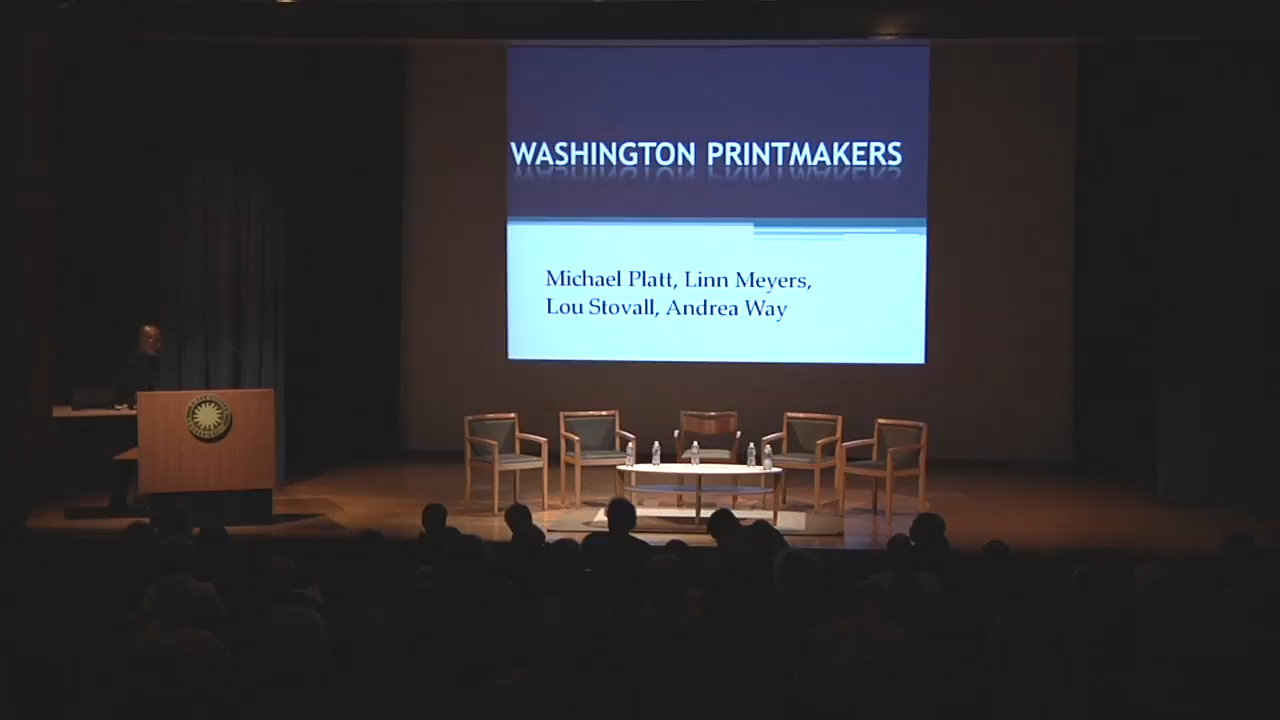 WASHINGTON PRINTMAKERS
Michael Platt, Linn Meyers,
Lou Stovall, Andrea Way